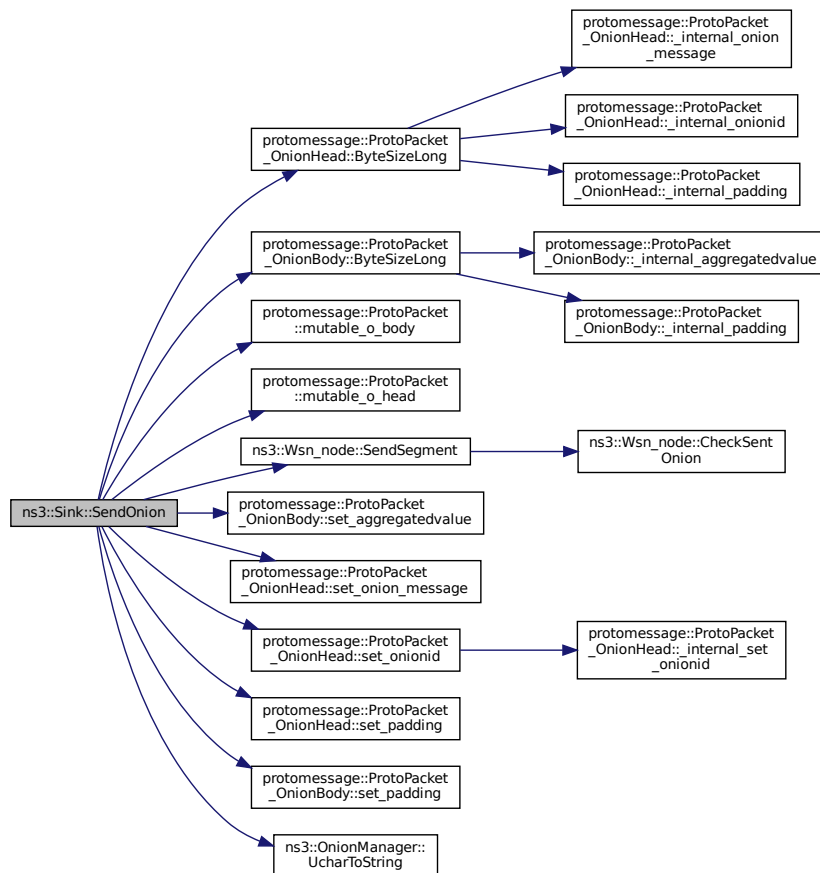 protomessage::ProtoPacket
_OnionHead::_internal_onion
_message
protomessage::ProtoPacket
_OnionHead::_internal_onionid
protomessage::ProtoPacket
_OnionHead::ByteSizeLong
protomessage::ProtoPacket
_OnionHead::_internal_padding
protomessage::ProtoPacket
_OnionBody::ByteSizeLong
protomessage::ProtoPacket
_OnionBody::_internal_aggregatedvalue
protomessage::ProtoPacket
::mutable_o_body
protomessage::ProtoPacket
_OnionBody::_internal_padding
protomessage::ProtoPacket
::mutable_o_head
ns3::Wsn_node::SendSegment
ns3::Wsn_node::CheckSent
Onion
ns3::Sink::SendOnion
protomessage::ProtoPacket
_OnionBody::set_aggregatedvalue
protomessage::ProtoPacket
_OnionHead::set_onion_message
protomessage::ProtoPacket
_OnionHead::set_onionid
protomessage::ProtoPacket
_OnionHead::_internal_set
_onionid
protomessage::ProtoPacket
_OnionHead::set_padding
protomessage::ProtoPacket
_OnionBody::set_padding
ns3::OnionManager::
UcharToString